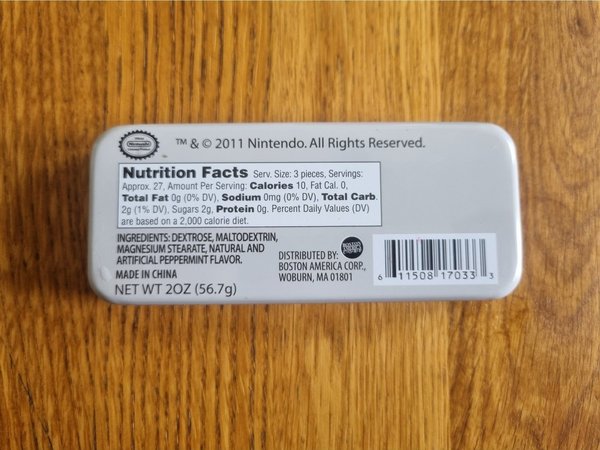 Nintendo
™ & © 2011 Nintendo. All Rights Reserved.
Nutrition Facts Serv. Size: 3 pieces, Servings:
Approx. 27, Amount Per Serving: Calories 10, Fat Cal. 0,
Total Fat 0g (0% DV), Sodium 0mg (0% DV), Total Carb.
2g (1% DV), Sugars 2g, Protein 0g. Percent Daily Values (DV)
are based on a 2,000 calorie diet.
INGREDIENTS: DEXTROSE, MALTODEXTRIN,
MAGNESIUM STEARATE, NATURAL AND
ARTIFICIAL PEPPERMINT FLAVOR.
MADE IN CHINA
NET WT 2OZ (56.7g)
DISTRIBUTED BY:
BOSTON AMERICA CORP.,
WOBURN, MA 01801
6 11508 17033 3